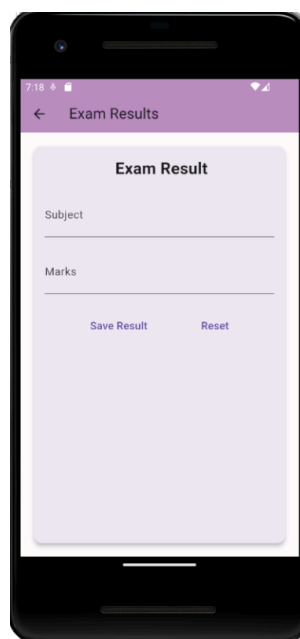 7:18
Exam Results
Exam Result
Subject
Marks
Save Result Reset